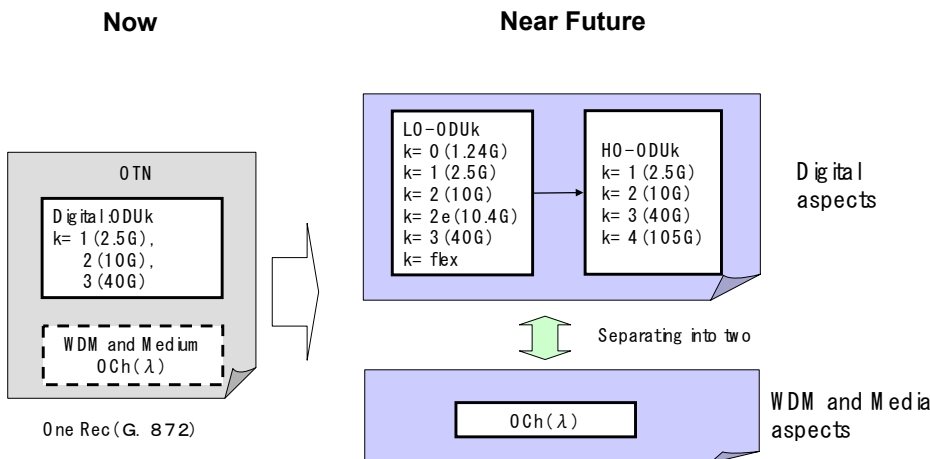 Now
Near Future
OTN
Digital:ODUk
k= 1(2.5G),
2(10G),
3(40G)
WDM and Medium
OCh(λ)
One Rec(G. 872)
LO-ODUk
k= 0(1.24G)
k= 1(2.5G)
k= 2(10G)
k= 2e(10.4G)
k= 3(40G)
k= flex
HO-ODUk
k= 1(2.5G)
k= 2(10G)
k= 3(40G)
k= 4(105G)
Digital
aspects
Separating into two
OCh(λ)
WDM and Media
aspects